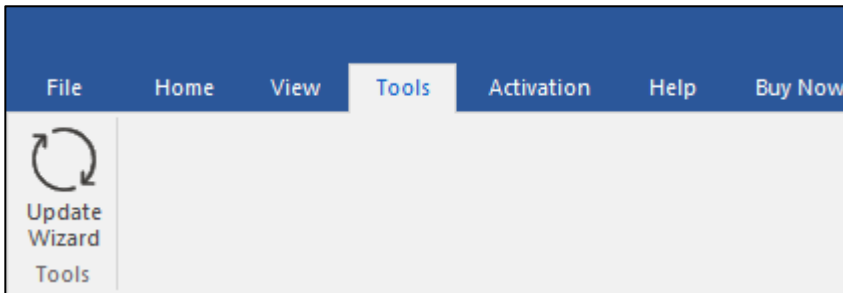 File Home View Tools Activation Help Buy Now
Update
Wizard
Tools